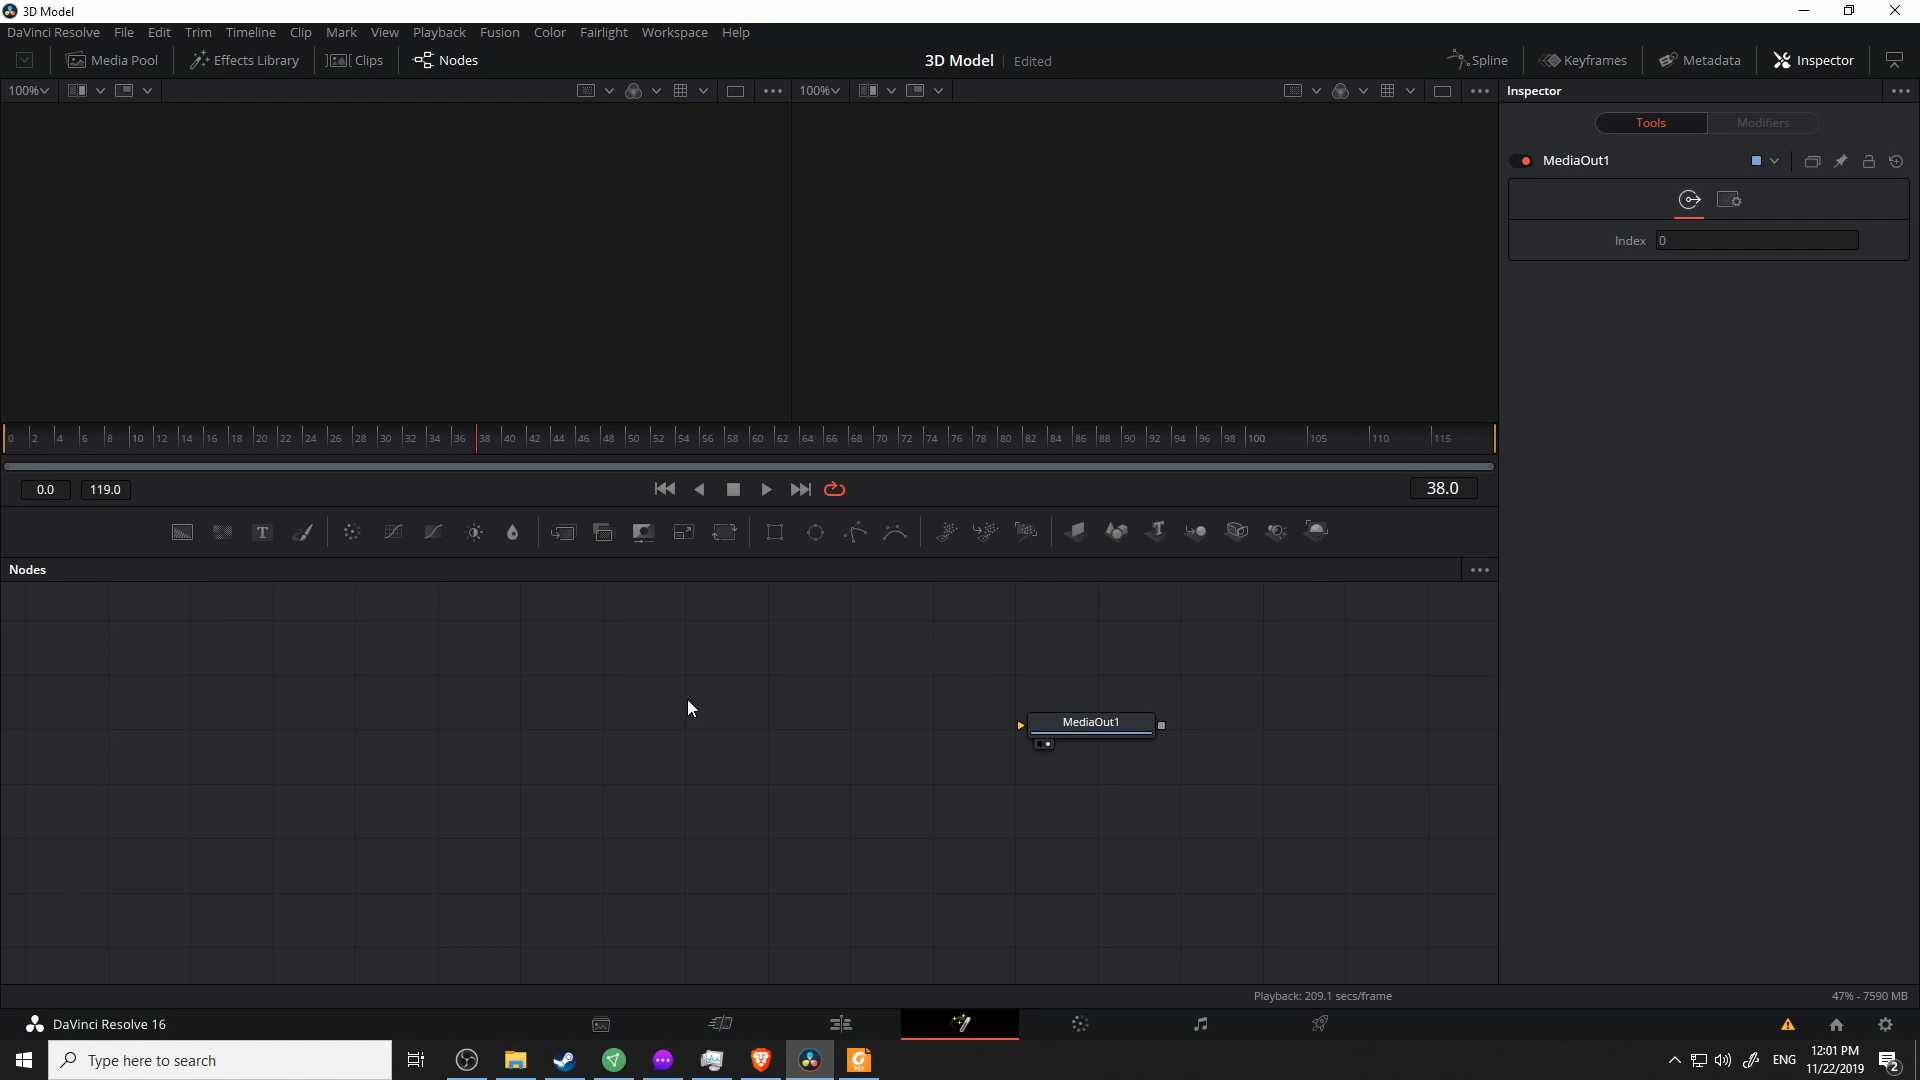 3D Model
DaVinci Resolve File Edit Trim Timeline Clip Mark View Playback Fusion Color Fairlight Workspace Help
Media Pool Effects Library Clips Nodes 3D Model Edited Spline Keyframes Metadata Inspector
100% 100% Inspector
Tools Modifiers
MediaOut1
Index 0
0 2 4 6 8 10 12 14 16 18 20 22 24 26 28 30 32 34 36 38 40 42 44 46 48 50 52 54 56 58 60 62 64 66 68 70 72 74 76 78 80 82 84 86 88 90 92 94 96 98 100 105 110 115
0.0 119.0 38.0
T T
Nodes
MediaOut1
Playback: 209.1 secs/frame 47% - 7590 MB
DaVinci Resolve 16
Type here to search ENG 12:01 PM
11/22/2019 2